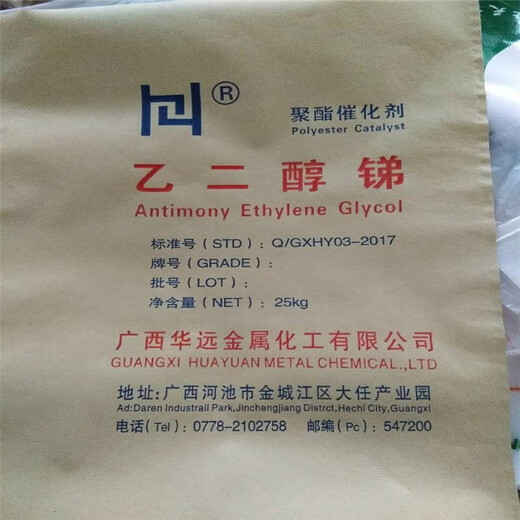 ®
聚酯催化剂
Polyester Catalyst
乙二醇锑
Antimony Ethylene Glycol
标准号(STD): Q/GXHY03-2017
牌号(GRADE):
批号(LOT):
净含量(NET): 25kg
广西华远金属化工有限公司
GUANGXI HUAYUAN METAL CHEMICAL.,LTD
地址:广西河池市金城江区大任产业园
Ad:Daren Industrail Park,Jinchengjiang Distrct,Hechi City,Guangxi
电话(Tel): 0778-2102758 邮编(Pc): 547200